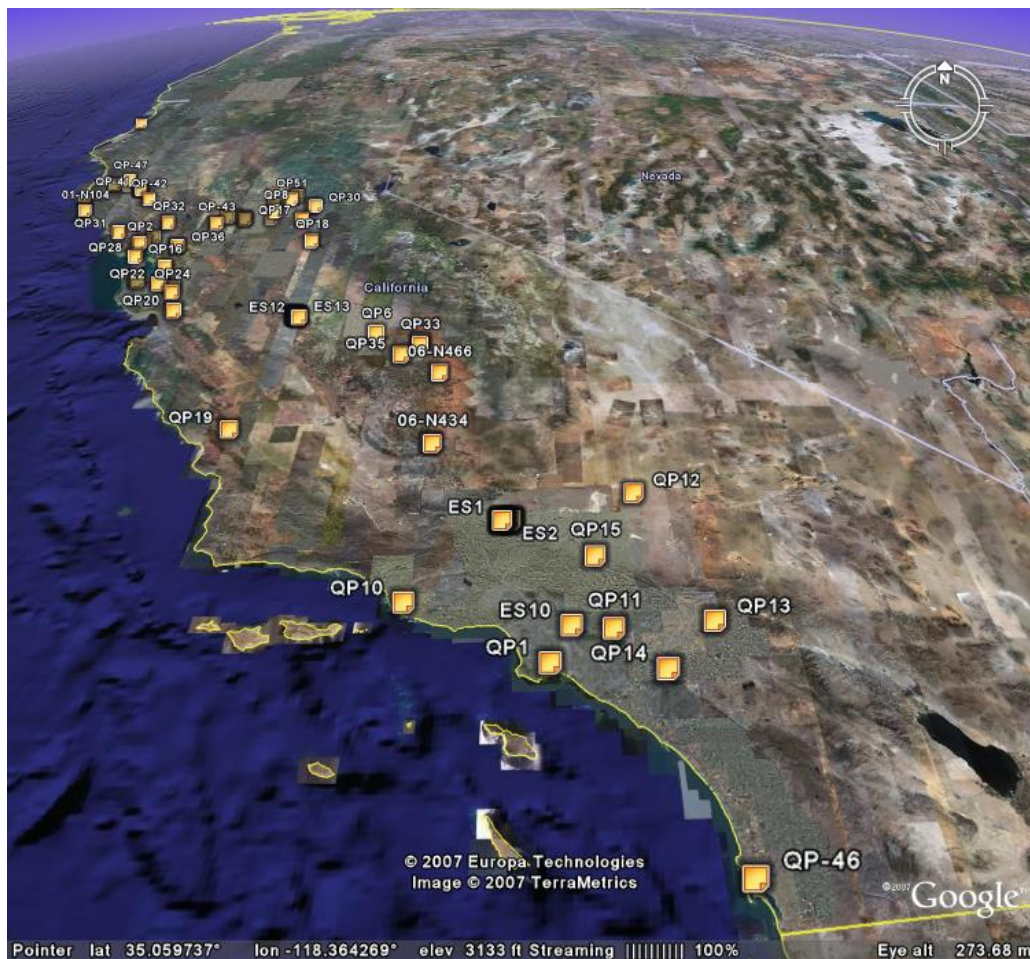 N
Nevada
QP-47
QP-42
01-N104
QP51
QP8
QP30
QP32
QP-43
QP17
QP31
QP2
QP18
QP36
QP28
QP16
QP22
QP24
California
QP20
ES12
ES13
QP6
QP33
QP35
06-N466
QP19
06-N434
QP12
ES1
ES2
QP15
QP10
ES10
QP11
QP13
QP1
QP14
© 2007 Europa Technologies
Image © 2007 TerraMetrics
QP-46
©2007 Google
Pointer lat 35.059737° lon -118.364269° elev 3133 ft Streaming |||||||||| 100% Eye alt 273.68 m